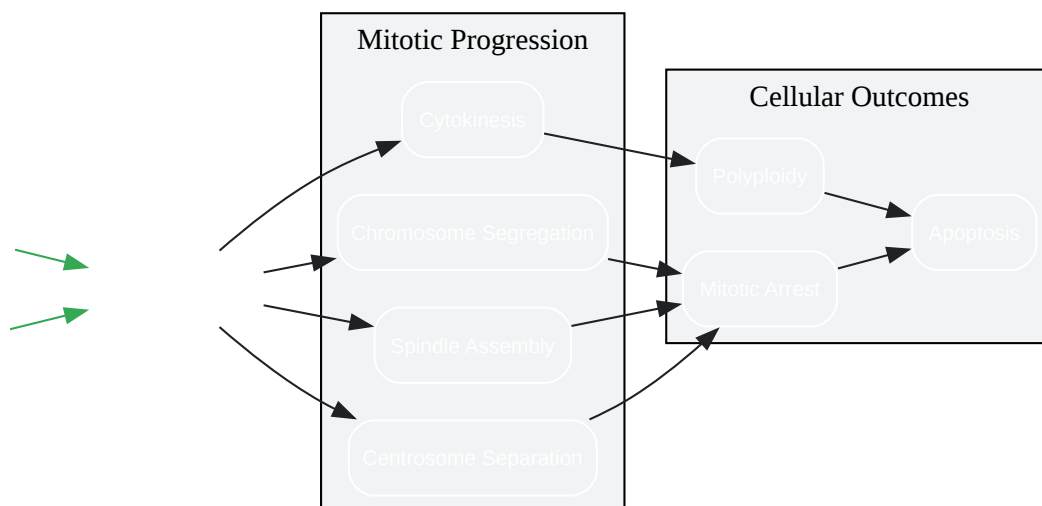 Mitotic Progression
Cytokinesis
Chromosome Segregation
Spindle Assembly
Centrosome Separation
Cellular Outcomes
Polyploidy
Mitotic Arrest
Apoptosis